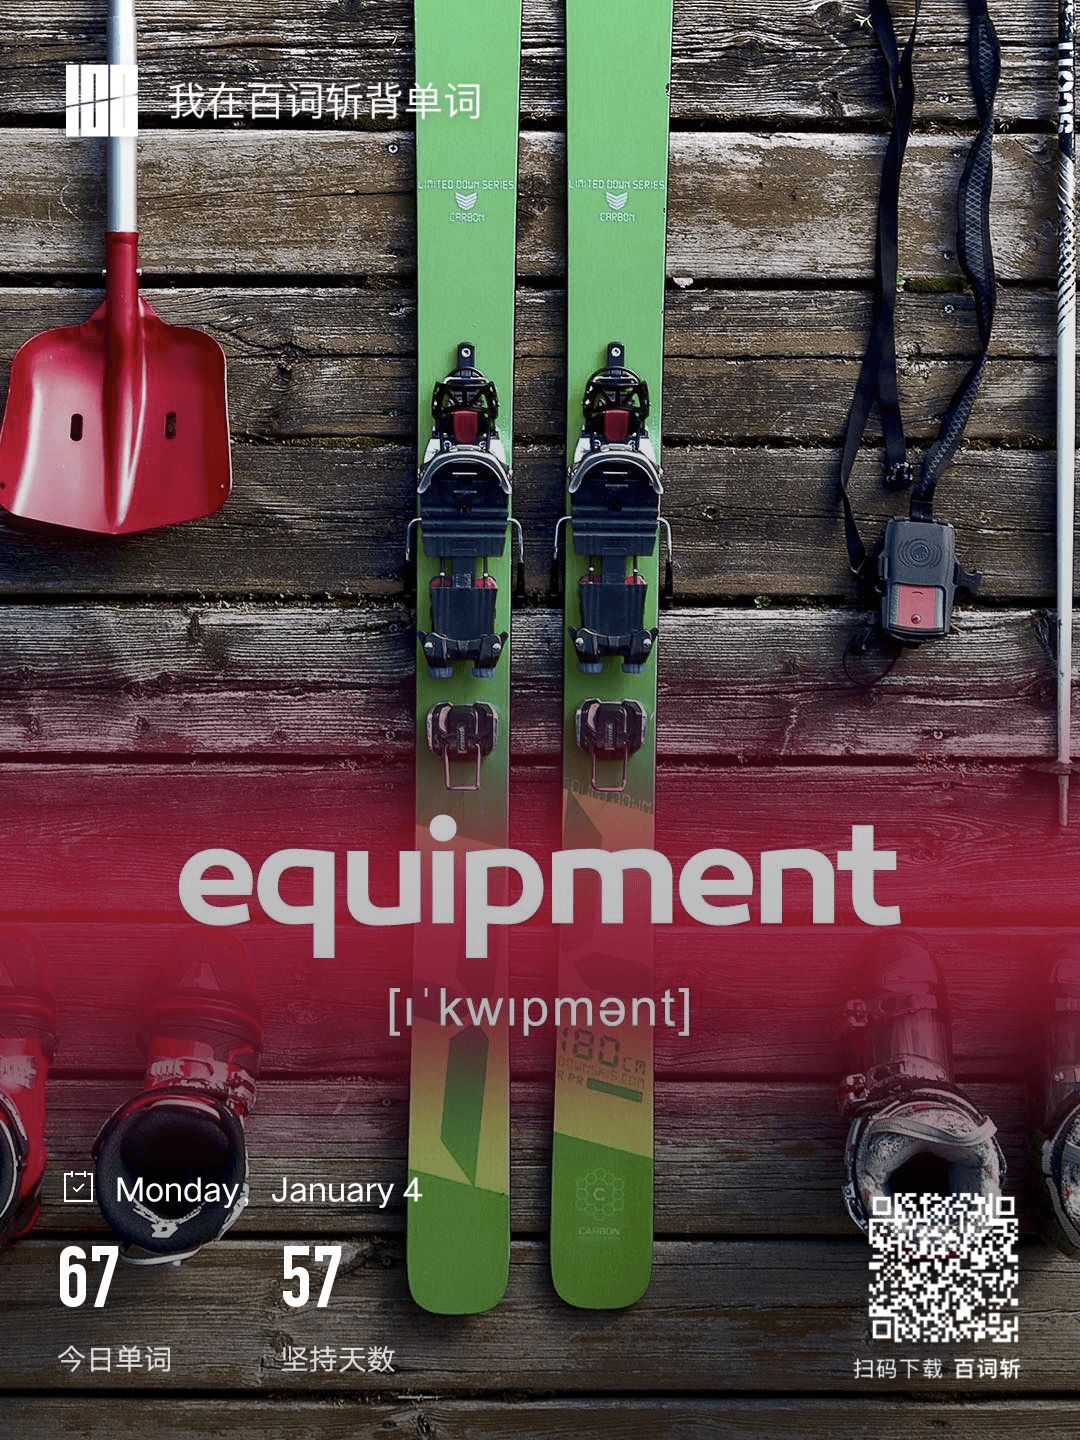 我在百词斩背单词
LIMITED DOWN SERIES
CARBON
LIMITED DOWN SERIES
CARBON
equipment
[ɪˈkwɪpmənt]
180cm
C
CARBON
Monday, January 4
67
57
今日单词
坚持天数
扫码下载 百词斩